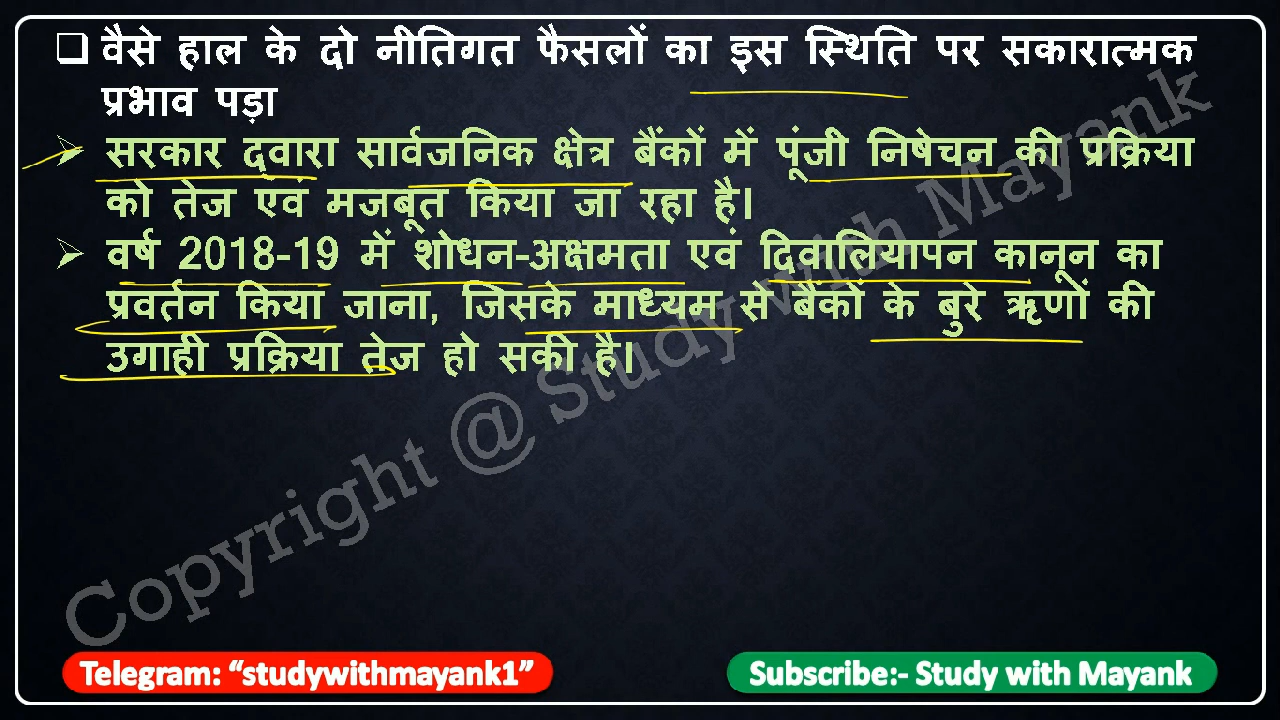 ❑ वैसे हाल के दो नीतिगत फैसलों का इस स्थिति पर सकारात्मक
प्रभाव पड़ा
➢ सरकार द्वारा सार्वजनिक क्षेत्र बैंकों में पूंजी निषेचन की प्रक्रिया
को तेज एवं मजबूत किया जा रहा है।
➢ वर्ष 2018-19 में शोधन-अक्षमता एवं दिवालियापन कानून का
प्रवर्तन किया जाना, जिसके माध्यम से बैंकों के बुरे ऋणों की
उगाही प्रक्रिया तेज हो सकी है।
Copyright @ Study with Mayank
Telegram: “studywithmayank1”
Subscribe:- Study with Mayank